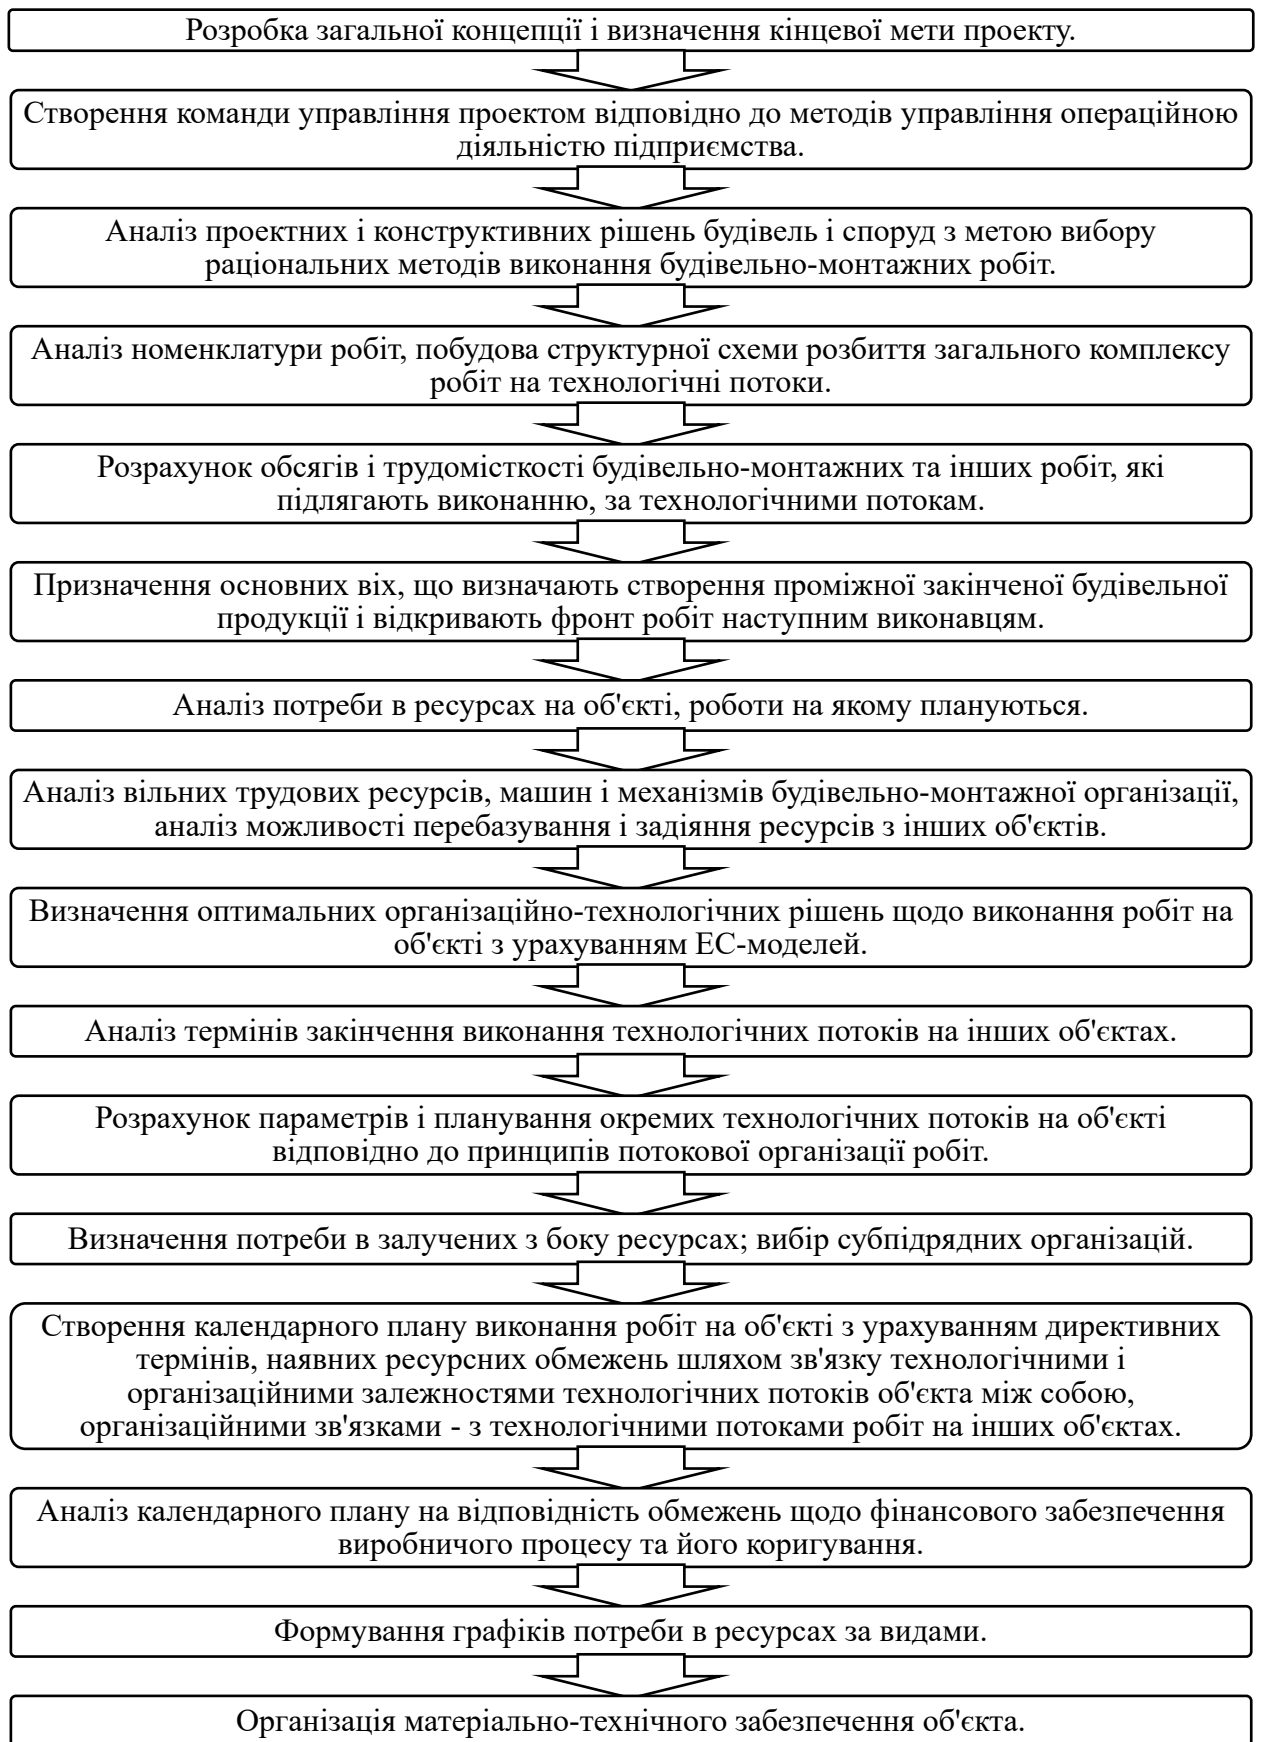 Розробка загальної концепції і визначення кінцевої мети проекту.
Створення команди управління проектом відповідно до методів управління операційною
діяльністю підприємства.
Аналіз проектних і конструктивних рішень будівель і споруд з метою вибору
раціональних методів виконання будівельно-монтажних робіт.
Аналіз номенклатури робіт, побудова структурної схеми розбиття загального комплексу
робіт на технологічні потоки.
Розрахунок обсягів і трудомісткості будівельно-монтажних та інших робіт, які
підлягають виконанню, за технологічними потокам.
Призначення основних віх, що визначають створення проміжної закінченої будівельної
продукції і відкривають фронт робіт наступним виконавцям.
Аналіз потреби в ресурсах на об'єкті, роботи на якому плануються.
Аналіз вільних трудових ресурсів, машин і механізмів будівельно-монтажної організації,
аналіз можливості перебазування і задіяння ресурсів з інших об'єктів.
Визначення оптимальних організаційно-технологічних рішень щодо виконання робіт на
об'єкті з урахуванням ЕС-моделей.
Аналіз термінів закінчення виконання технологічних потоків на інших об'єктах.
Розрахунок параметрів і планування окремих технологічних потоків на об'єкті
відповідно до принципів потокової організації робіт.
Визначення потреби в залучених з боку ресурсах; вибір субпідрядних організацій.
Створення календарного плану виконання робіт на об'єкті з урахуванням директивних
термінів, наявних ресурсних обмежень шляхом зв'язку технологічними і
організаційними залежностями технологічних потоків об'єкта між собою,
організаційними зв'язками - з технологічними потоками робіт на інших об'єктах.
Аналіз календарного плану на відповідність обмежень щодо фінансового забезпечення
виробничого процесу та його коригування.
Формування графіків потреби в ресурсах за видами.
Організація матеріально-технічного забезпечення об'єкта.